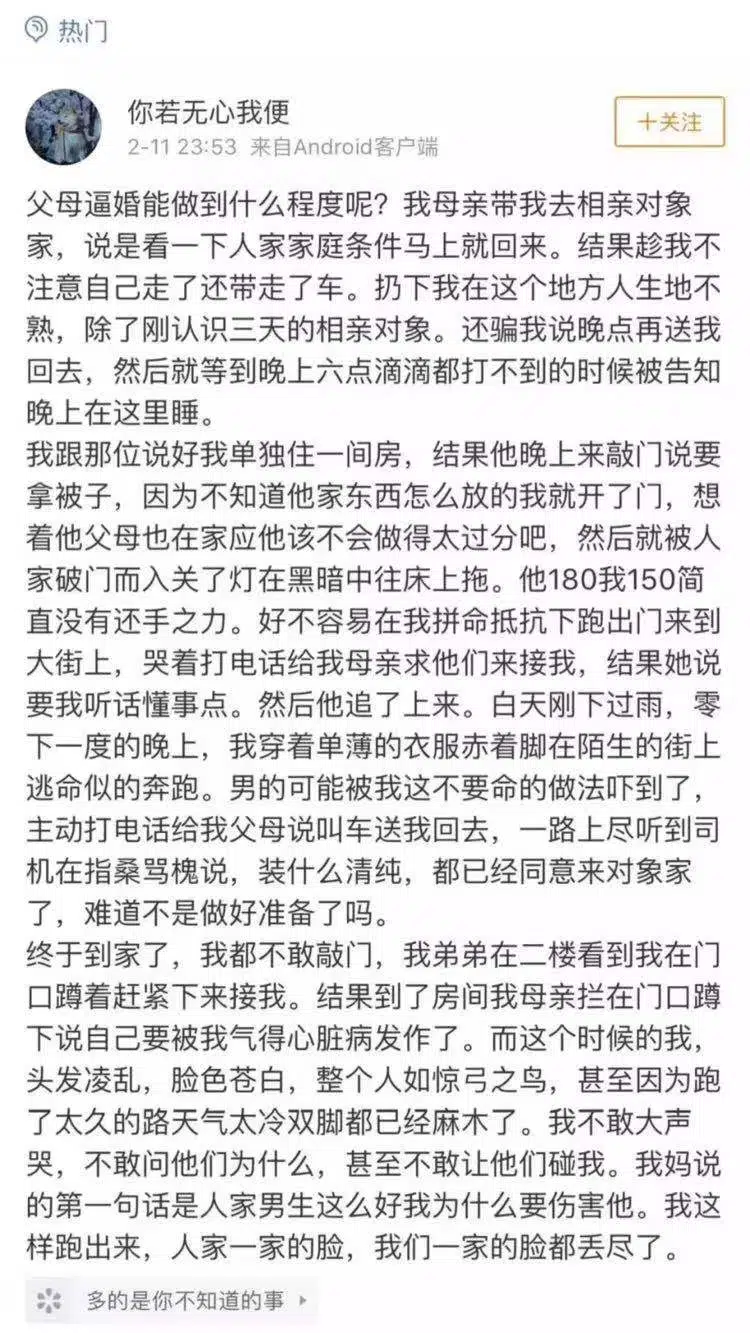 热门
你若无心我便
+关注
2-11 23:53 来自Android客户端
父母逼婚能做到什么程度呢？我母亲带我去相亲对象
家，说是看一下人家家庭条件马上就回来。结果趁我不
注意自己走了还带走了车。扔下我在这个地方人生地不
熟，除了刚认识三天的相亲对象。还骗我说晚点再送我
回去，然后就等到晚上六点滴滴都打不到的时候被告知
晚上在这里睡。
我跟那位说好我单独住一间房，结果他晚上来敲门说要
拿被子，因为不知道他家东西怎么放的我就开了门，想
着他父母也在家应他该不会做得太过分吧，然后就被人
家破门而入关了灯在黑暗中往床上拖。他180我150简
直没有还手之力。好不容易在我拼命抵抗下跑出门来到
大街上，哭着打电话给我母亲求他们来接我，结果她说
要我听话懂事点。然后他追了上来。白天刚下过雨，零
下一度的晚上，我穿着单薄的衣服赤着脚在陌生的街上
逃命似的奔跑。男的可能被我这不要命的做法吓到了，
主动打电话给我父母说叫车送我回去，一路上尽听到司
机在指桑骂槐说，装什么清纯，都已经同意来对象家
了，难道不是做好准备了吗。
终于到家了，我都不敢敲门，我弟弟在二楼看到我在门
口蹲着赶紧下来接我。结果到了房间我母亲拦在门口蹲
下说自己要被我气得心脏病发作了。而这个时候的我，
头发凌乱，脸色苍白，整个人如惊弓之鸟，甚至因为跑
了太久的路天气太冷双脚都已经麻木了。我不敢大声
哭，不敢问他们为什么，甚至不敢让他们碰我。我妈说
的第一句话是人家男生这么好我为什么要伤害他。我这
样跑出来，人家一家的脸，我们一家的脸都丢尽了。
多的是你不知道的事